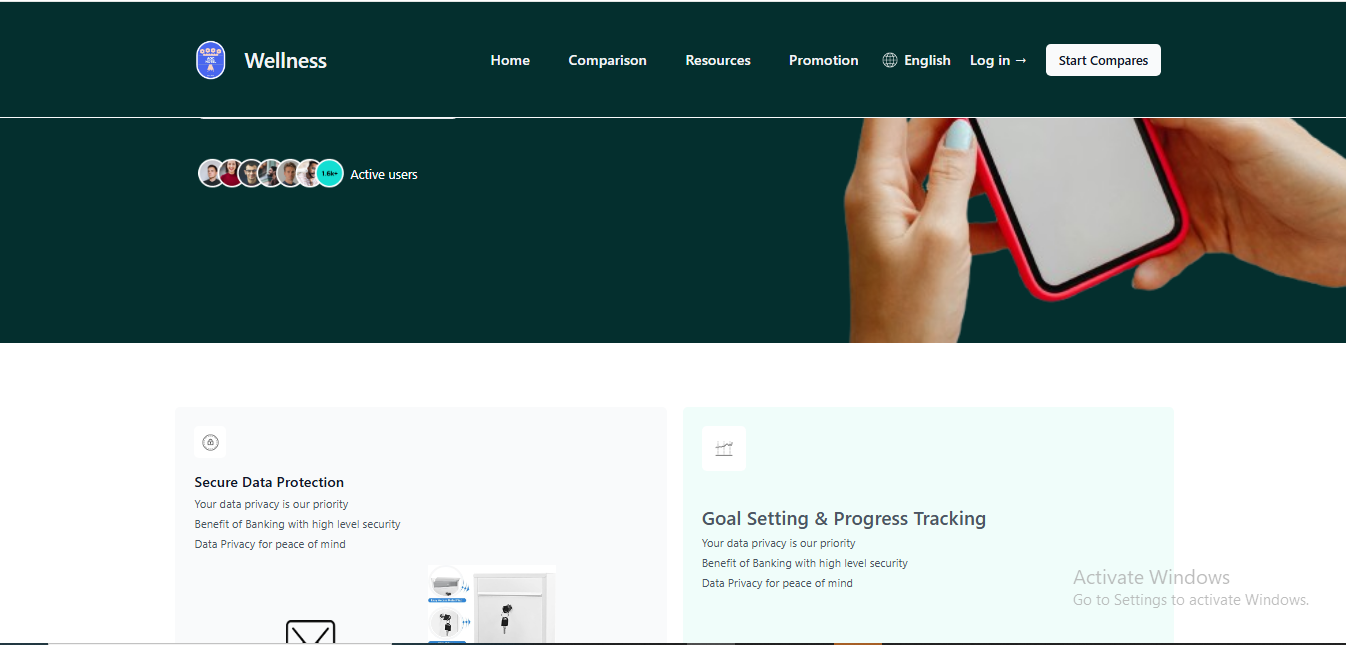 Wellness
Home Comparison Resources Promotion English Log in → Start Compares
1.6k+ Active users
Secure Data Protection
Your data privacy is our priority
Benefit of Banking with high level security
Data Privacy for peace of mind
Goal Setting & Progress Tracking
Your data privacy is our priority
Benefit of Banking with high level security
Data Privacy for peace of mind
Activate Windows
Go to Settings to activate Windows.